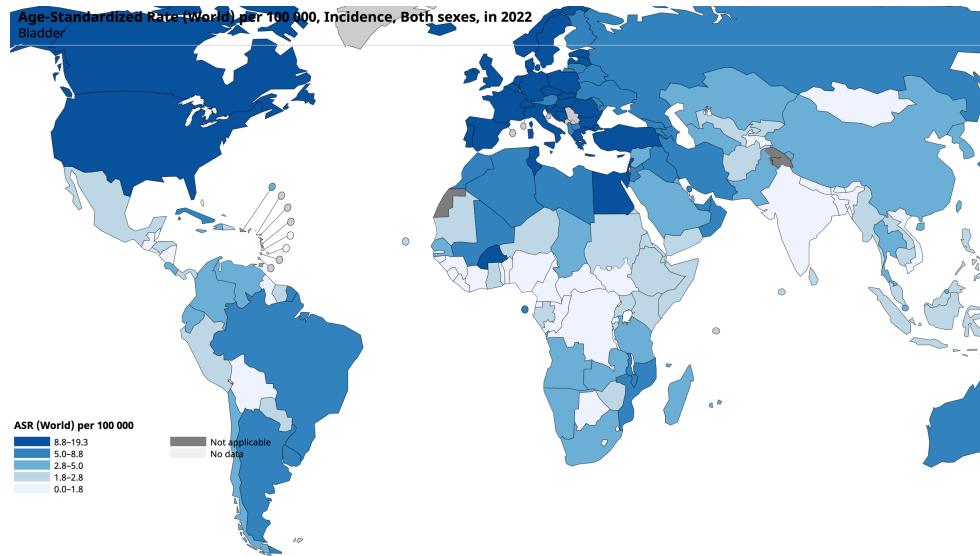 Age-Standardized Rate (World) per 100 000, Incidence, Both sexes, in 2022
Bladder
ASR (World) per 100 000
8.8–19.3
5.0–8.8
2.8–5.0
1.8–2.8
0.0–1.8
Not applicable
No data